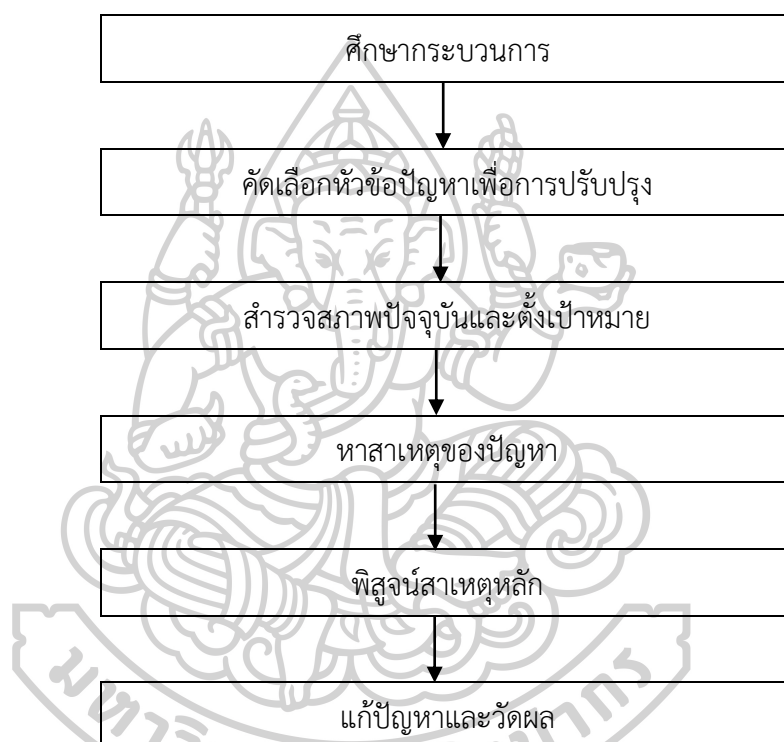 ศึกษากระบวนการ
คัดเลือกหัวข้อปัญหาเพื่อการปรับปรุง
สำรวจสภาพปัจจุบันและตั้งเป้าหมาย
หาสาเหตุของปัญหา
พิสูจน์สาเหตุหลัก
แก้ปัญหาและวัดผล